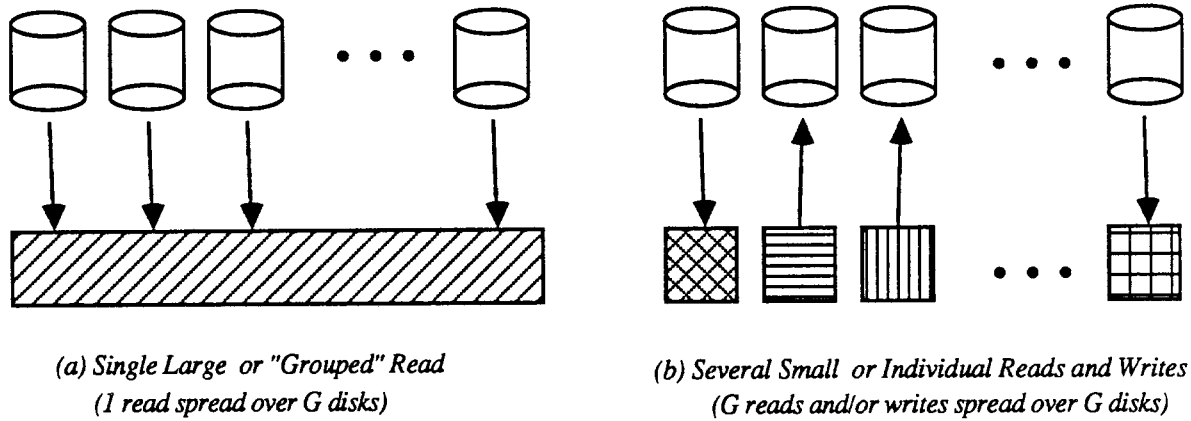 (a) Single Large or "Grouped" Read
(1 read spread over G disks)
(b) Several Small or Individual Reads and Writes
(G reads and/or writes spread over G disks)